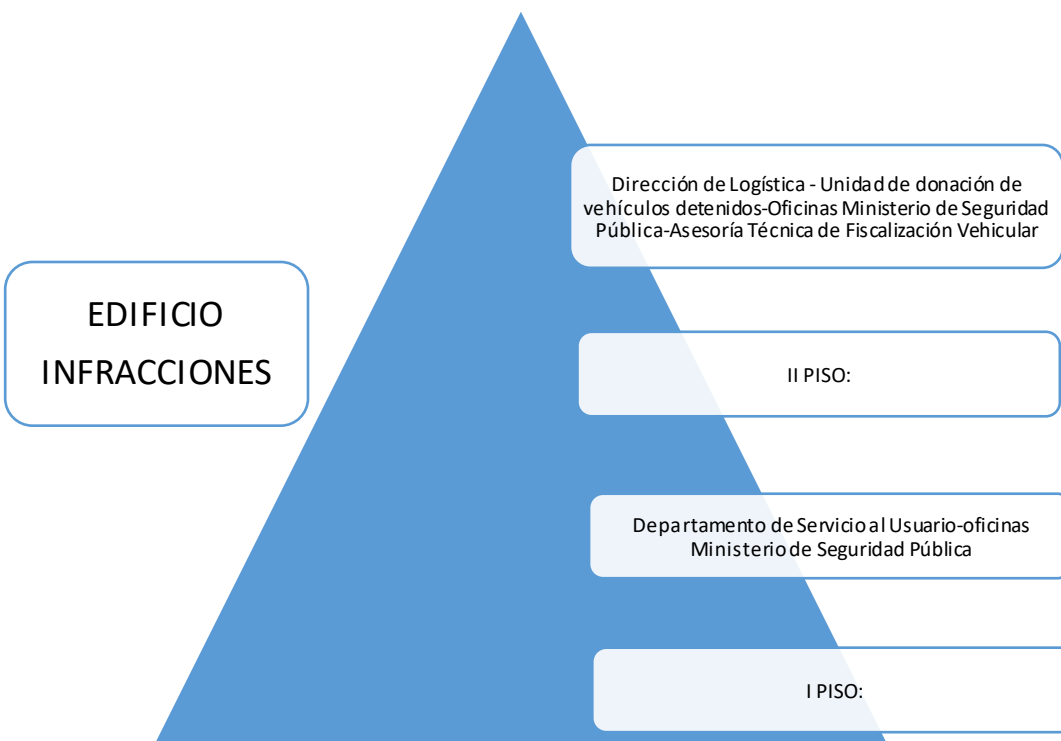 EDIFICIO
INFRACCIONES
Dirección de Logística - Unidad de donación de
vehículos detenidos-Oficinas Ministerio de Seguridad
Pública-Asesoría Técnica de Fiscalización Vehicular
II PISO:
Departamento de Servicio al Usuario-oficinas
Ministerio de Seguridad Pública
I PISO: